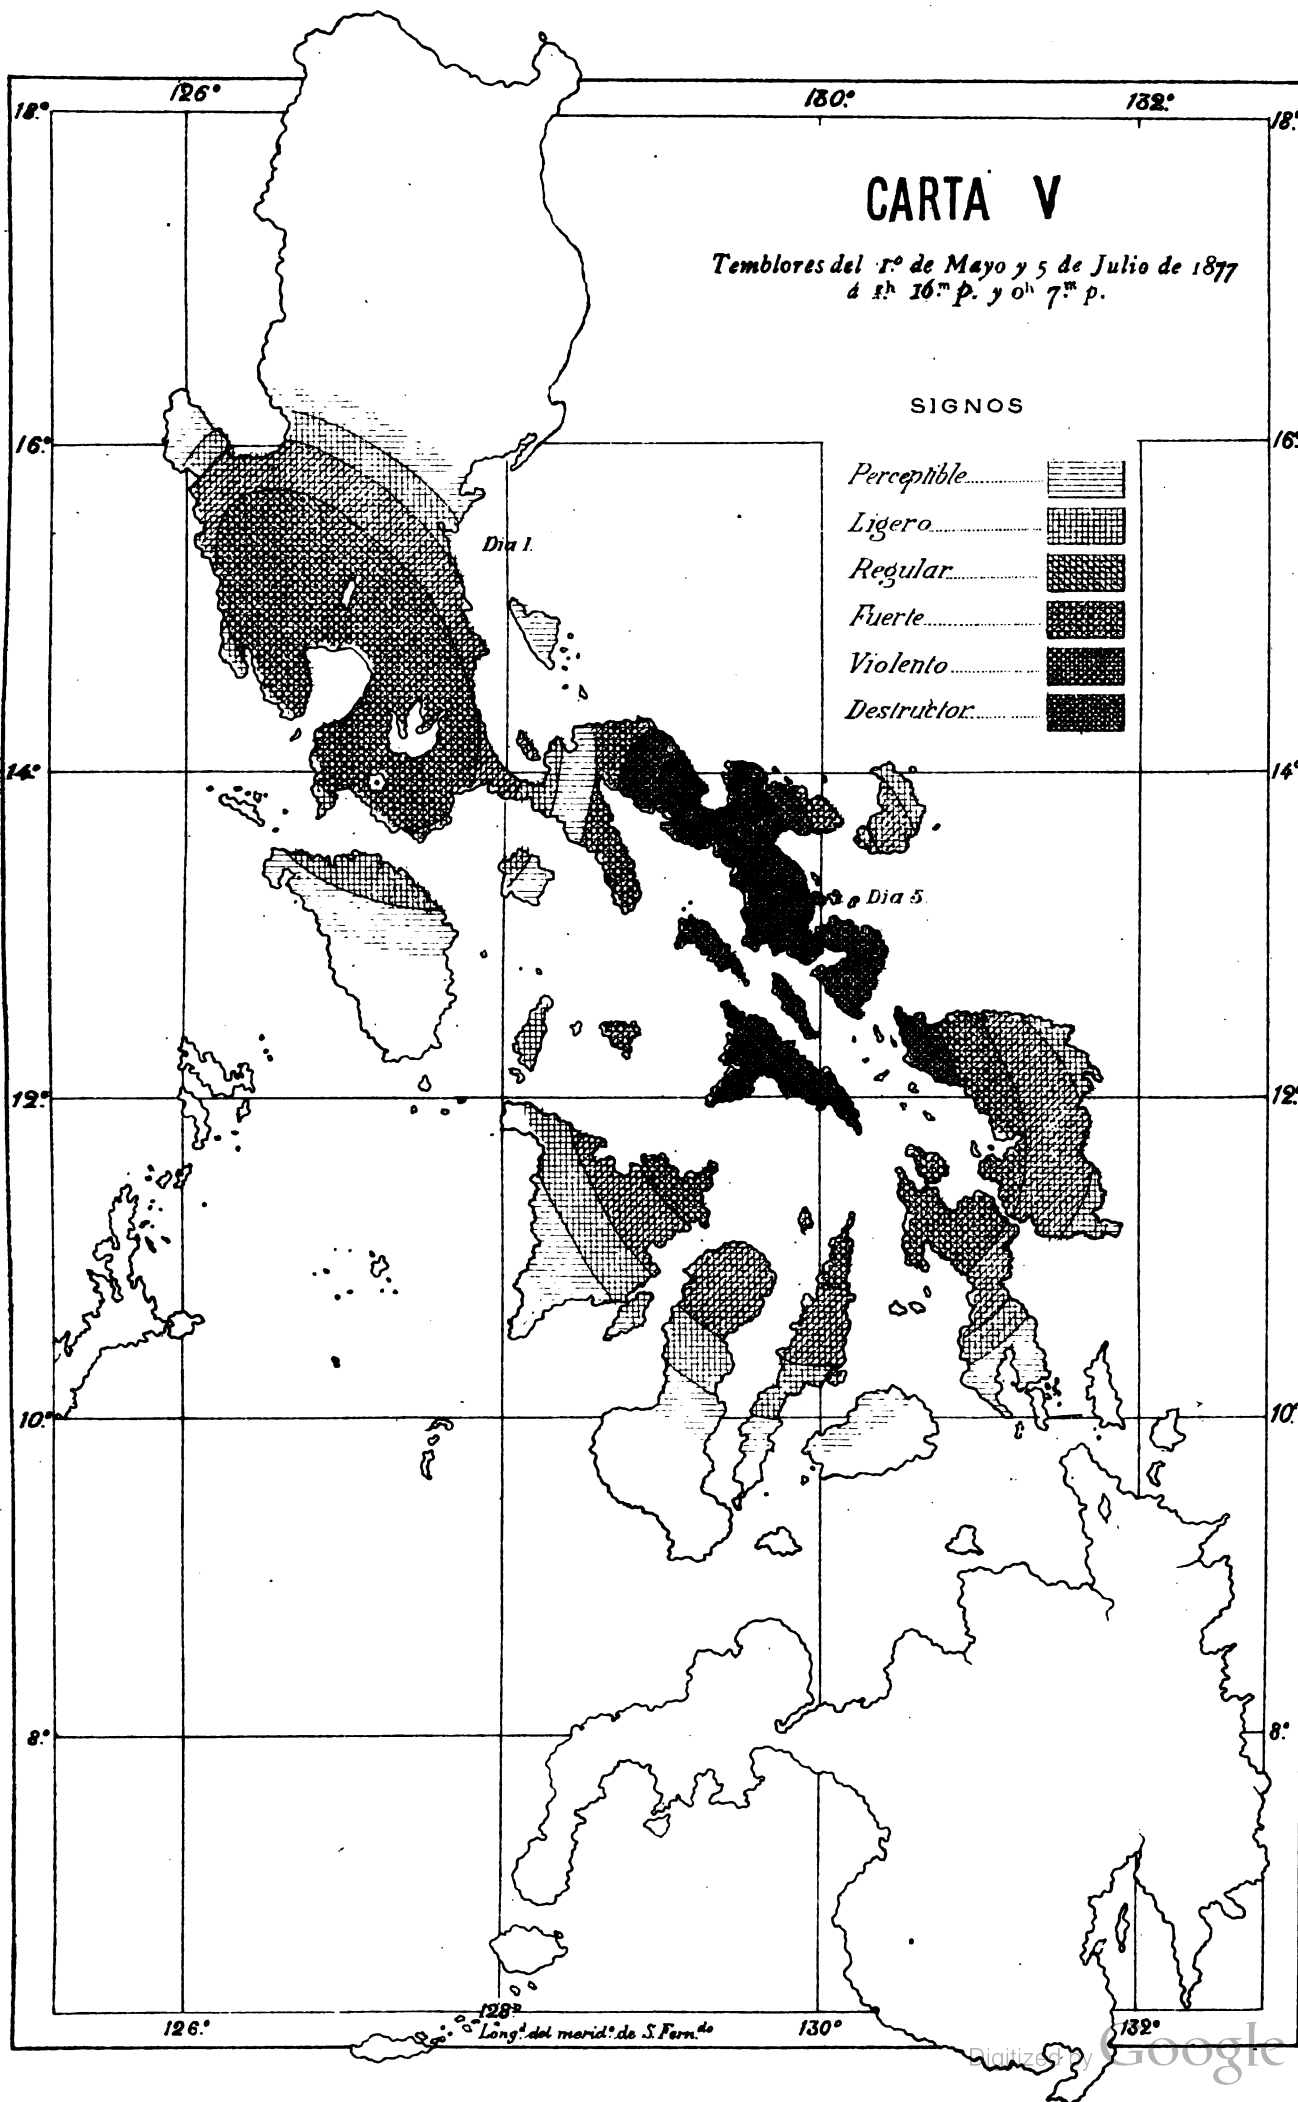 126° 130° 132°
18° 18°
CARTA V
Temblores del 1.º de Mayo y 5 de Julio de 1877
á 1.h 16.m p. y 0h 7.m p.
SIGNOS
16° 16°
Perceptible
Ligero
Dia 1.
Regular
Fuerte
Violento
Destructor
14° 14°
Dia 5.
12° 12°
10° 10°
8° 8°
128°
126° Longd. del merid.º de S. Fern.do 130° 132°
Digitized by Google